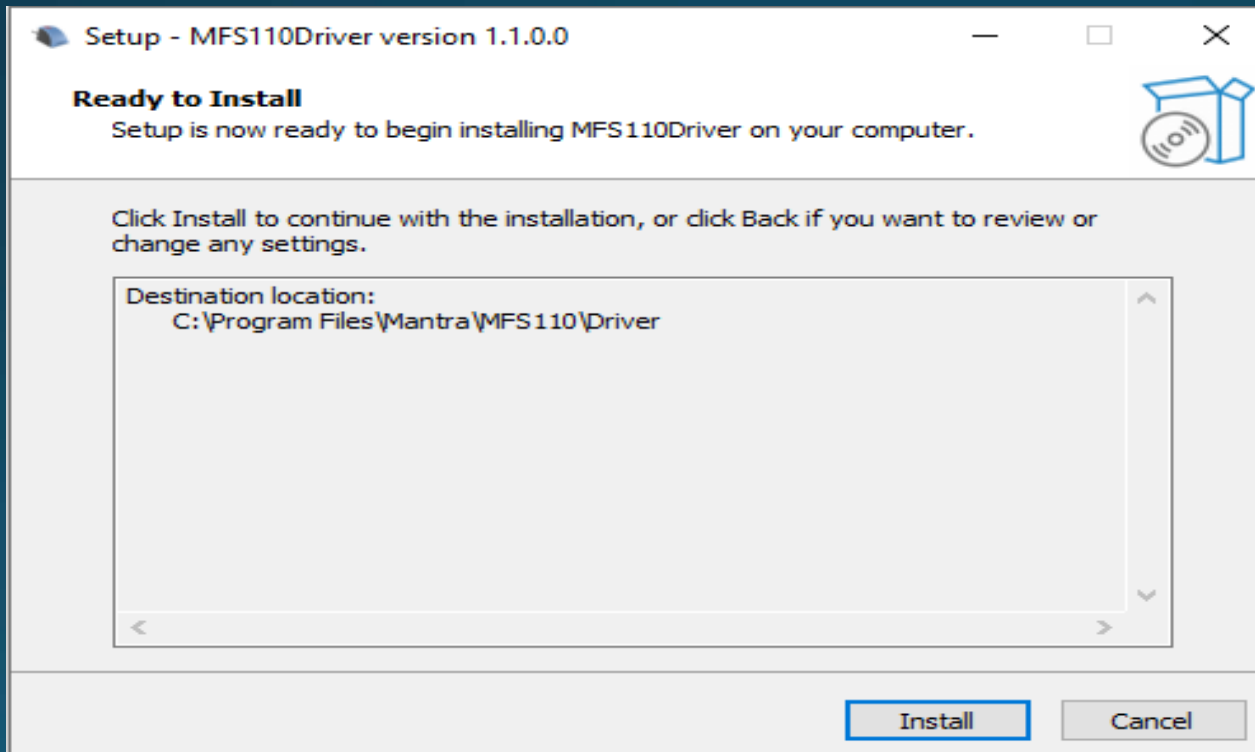 Setup - MFS110Driver version 1.1.0.0
Ready to Install
Setup is now ready to begin installing MFS110Driver on your computer.
Click Install to continue with the installation, or click Back if you want to review or
change any settings.
Destination location:
C:\Program Files\Mantra\MFS110\Driver
Install
Cancel